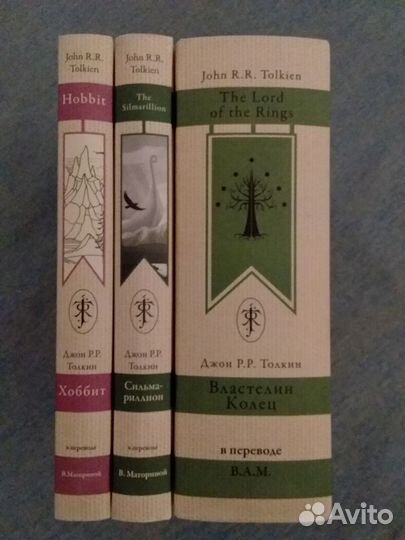 John R.R.
Tolkien
Hobbit
Джон Р.Р.
Толкин
Хоббит
в переводе
В.Маториной
John R.R.
Tolkien
The
Silmarillion
Джон Р.Р.
Толкин
Сильма-
риллион
в переводе
В. Маториной
John R.R. Tolkien
The Lord
of the Rings
Джон Р.Р. Толкин
Властелин
Колец
в переводе
В.А.М.
Avito